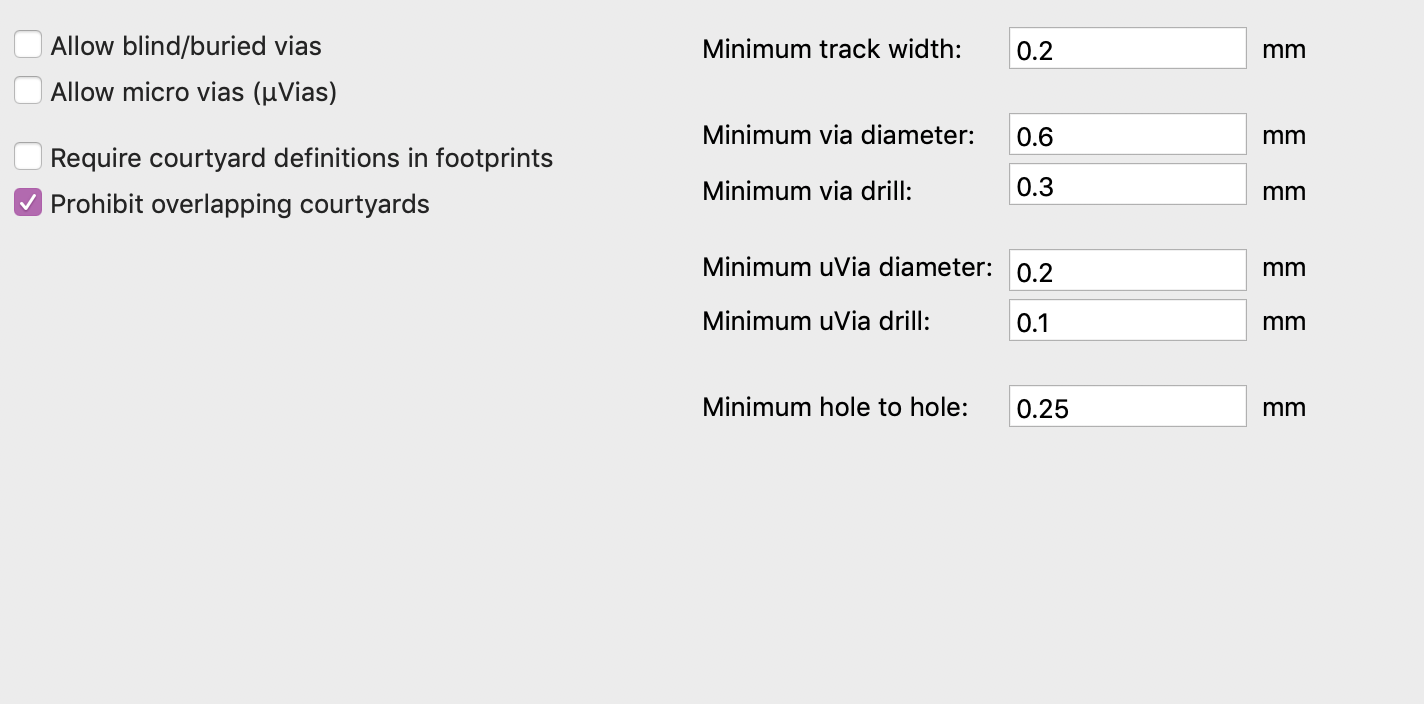 Allow blind/buried vias
Allow micro vias (µVias)
Require courtyard definitions in footprints
Prohibit overlapping courtyards
Minimum track width: 0.2 mm
Minimum via diameter: 0.6 mm
Minimum via drill: 0.3 mm
Minimum uVia diameter: 0.2 mm
Minimum uVia drill: 0.1 mm
Minimum hole to hole: 0.25 mm